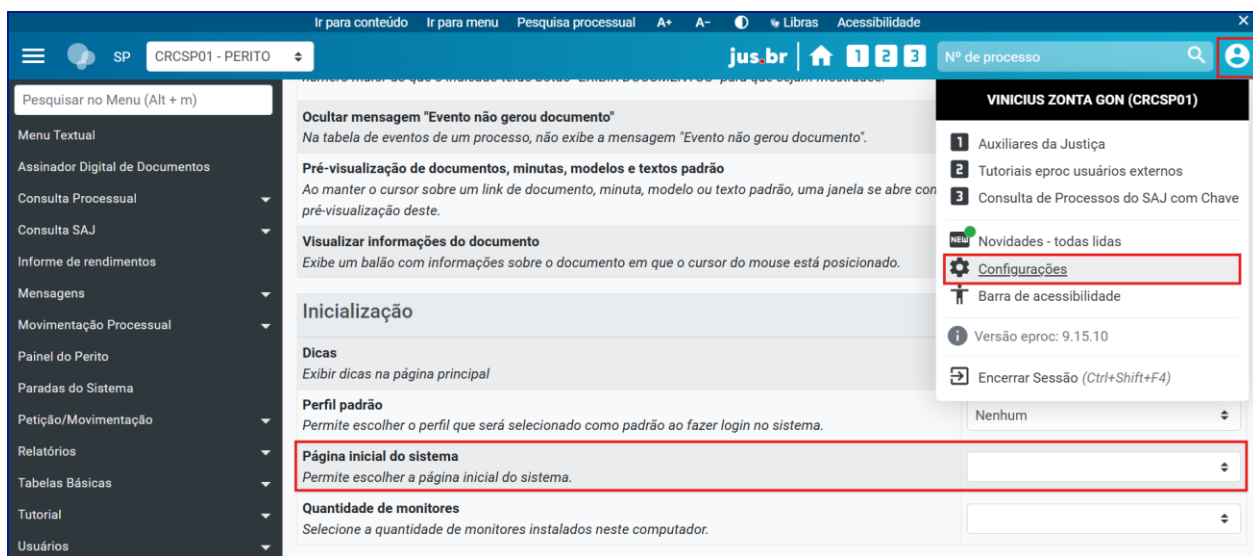 Ir para conteúdo Ir para menu Pesquisa processual A+ A- Libras Acessibilidade ×
SP CRCSP01 - PERITO jus.br 1 2 3 Nº de processo
Pesquisar no Menu (Alt + m)
Menu Textual
Assinador Digital de Documentos
Consulta Processual
Consulta SAJ
Informe de rendimentos
Mensagens
Movimentação Processual
Painel do Perito
Paradas do Sistema
Petição/Movimentação
Relatórios
Tabelas Básicas
Tutorial
Usuários
Ocultar mensagem "Evento não gerou documento"
Na tabela de eventos de um processo, não exibe a mensagem "Evento não gerou documento".
Pré-visualização de documentos, minutas, modelos e textos padrão
Ao manter o cursor sobre um link de documento, minuta, modelo ou texto padrão, uma janela se abre con
pré-visualização deste.
Visualizar informações do documento
Exibe um balão com informações sobre o documento em que o cursor do mouse está posicionado.
Inicialização
Dicas
Exibir dicas na página principal
Perfil padrão
Permite escolher o perfil que será selecionado como padrão ao fazer login no sistema.
Nenhum
Página inicial do sistema
Permite escolher a página inicial do sistema.
Quantidade de monitores
Selecione a quantidade de monitores instalados neste computador.
VINICIUS ZONTA GON (CRCSP01)
1 Auxiliares da Justiça
2 Tutoriais eproc usuários externos
3 Consulta de Processos do SAJ com Chave
NEW Novidades - todas lidas
Configurações
Barra de acessibilidade
Versão eproc: 9.15.10
Encerrar Sessão (Ctrl+Shift+F4)